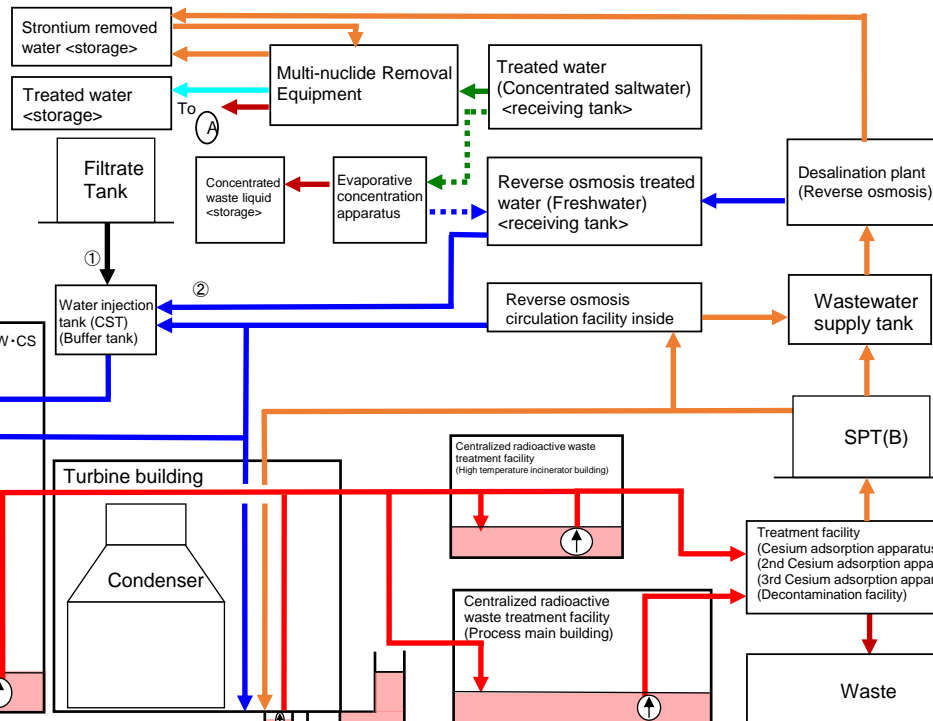 Strontium removed
water <storage>
Multi-nuclide Removal
Equipment
Treated water
(Concentrated saltwater)
<receiving tank>
Treated water
<storage>
To
A
Filtrate
Tank
Concentrated
waste liquid
<storage>
Evaporative
concentration
apparatus
Reverse osmosis treated
water (Freshwater)
<receiving tank>
Desalination plant
(Reverse osmosis)
①
②
Water injection
tank (CST)
(Buffer tank)
Reverse osmosis
circulation facility inside
Wastewater
supply tank
W・CS
SPT(B)
Centralized radioactive waste
treatment facility
(High temperature incinerator building)
Turbine building
Condenser
Treatment facility
(Cesium adsorption apparatus
(2nd Cesium adsorption appa
(3rd Cesium adsorption appar
(Decontamination facility)
Centralized radioactive
waste treatment facility
(Process main building)
Waste